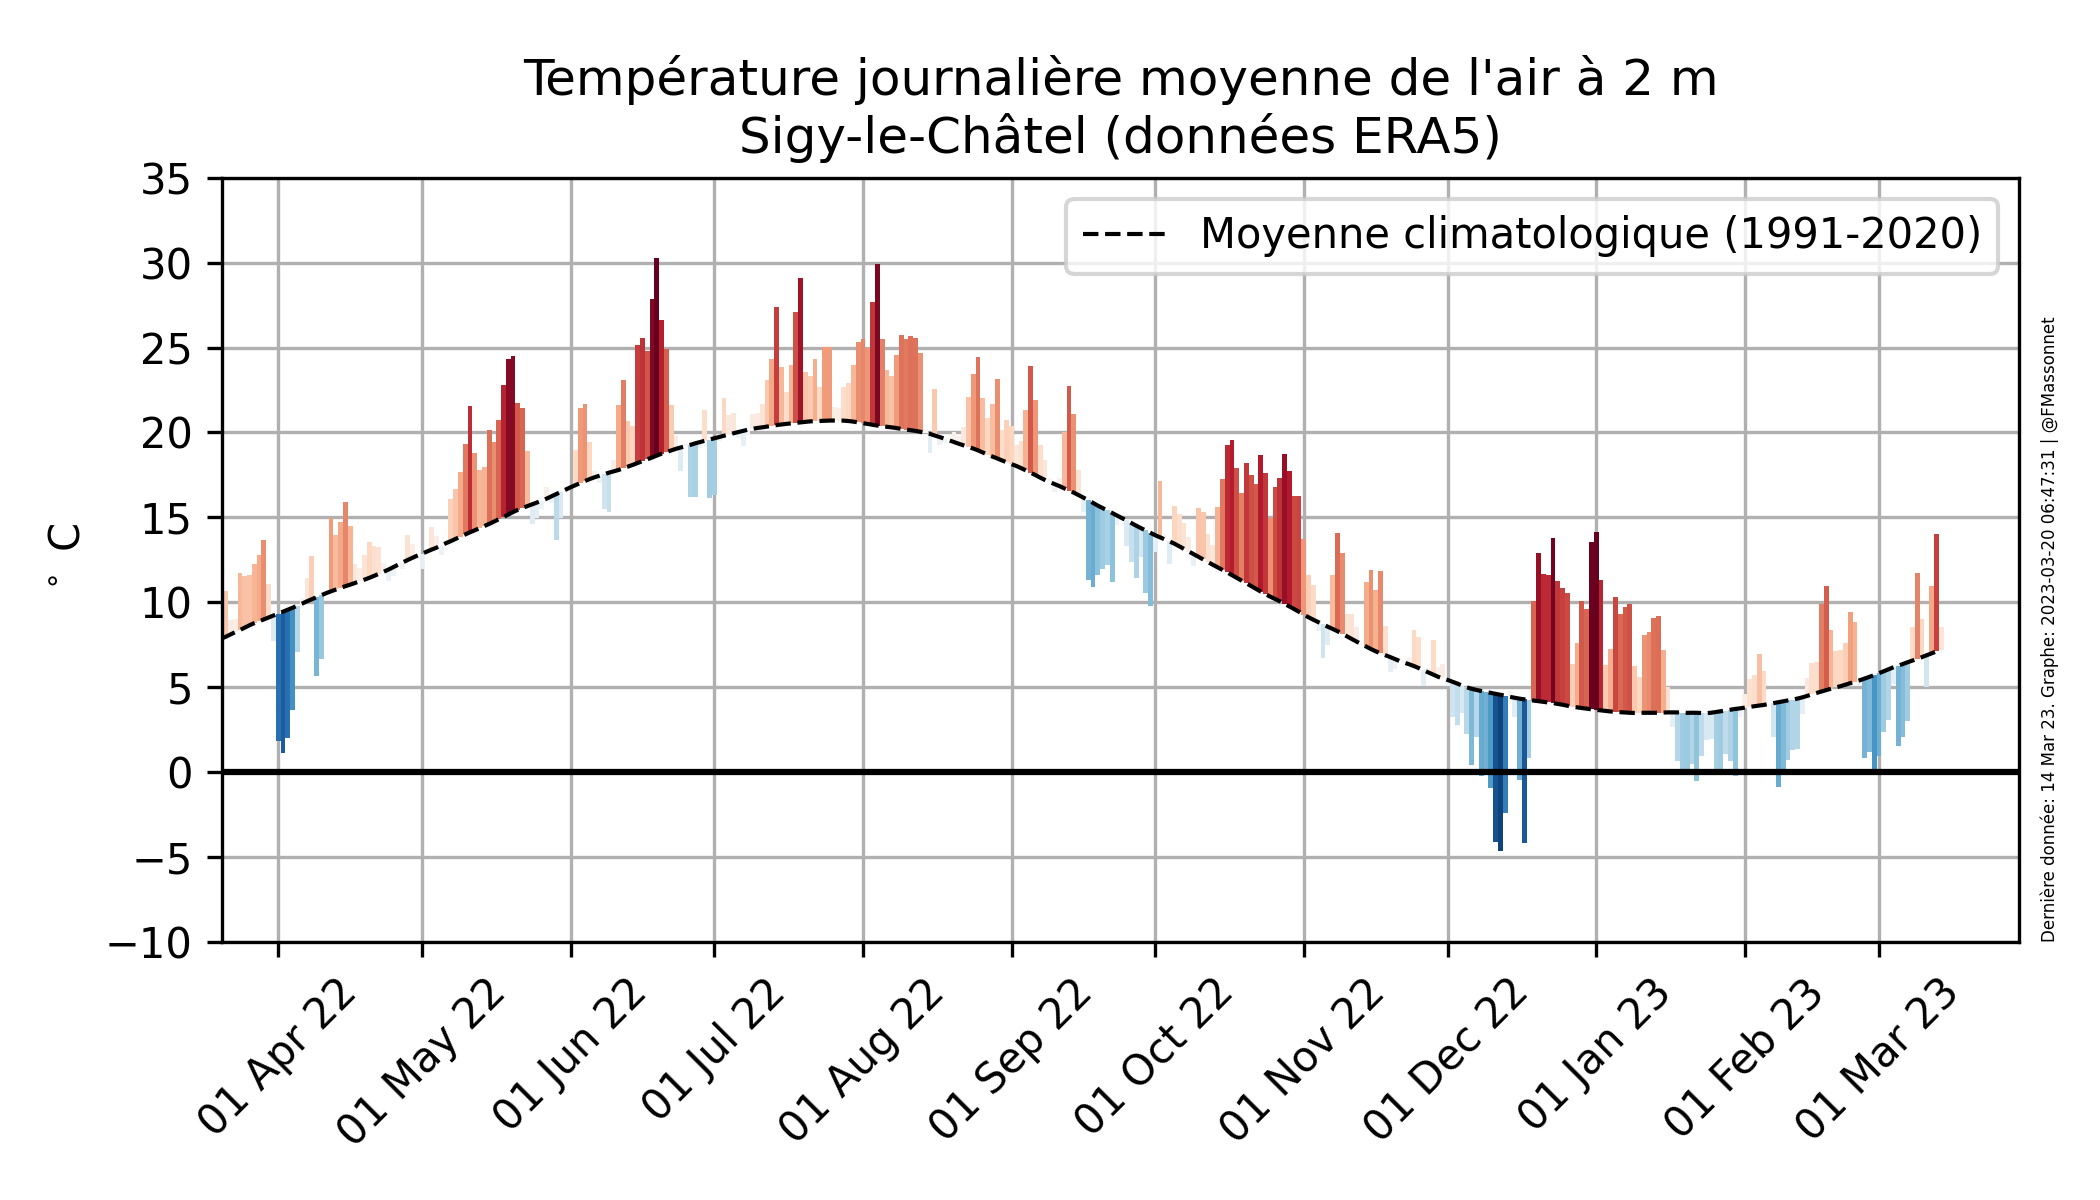 Température journalière moyenne de l'air à 2 m
Sigy-le-Châtel (données ERA5)
Moyenne climatologique (1991-2020)
35
30
25
20
15
10
5
0
−5
−10
° C
01 Apr 22
01 May 22
01 Jun 22
01 Jul 22
01 Aug 22
01 Sep 22
01 Oct 22
01 Nov 22
01 Dec 22
01 Jan 23
01 Feb 23
01 Mar 23
Dernière donnée: 14 Mar 23. Graphe: 2023-03-20 06:47:31 | @FMassonnet